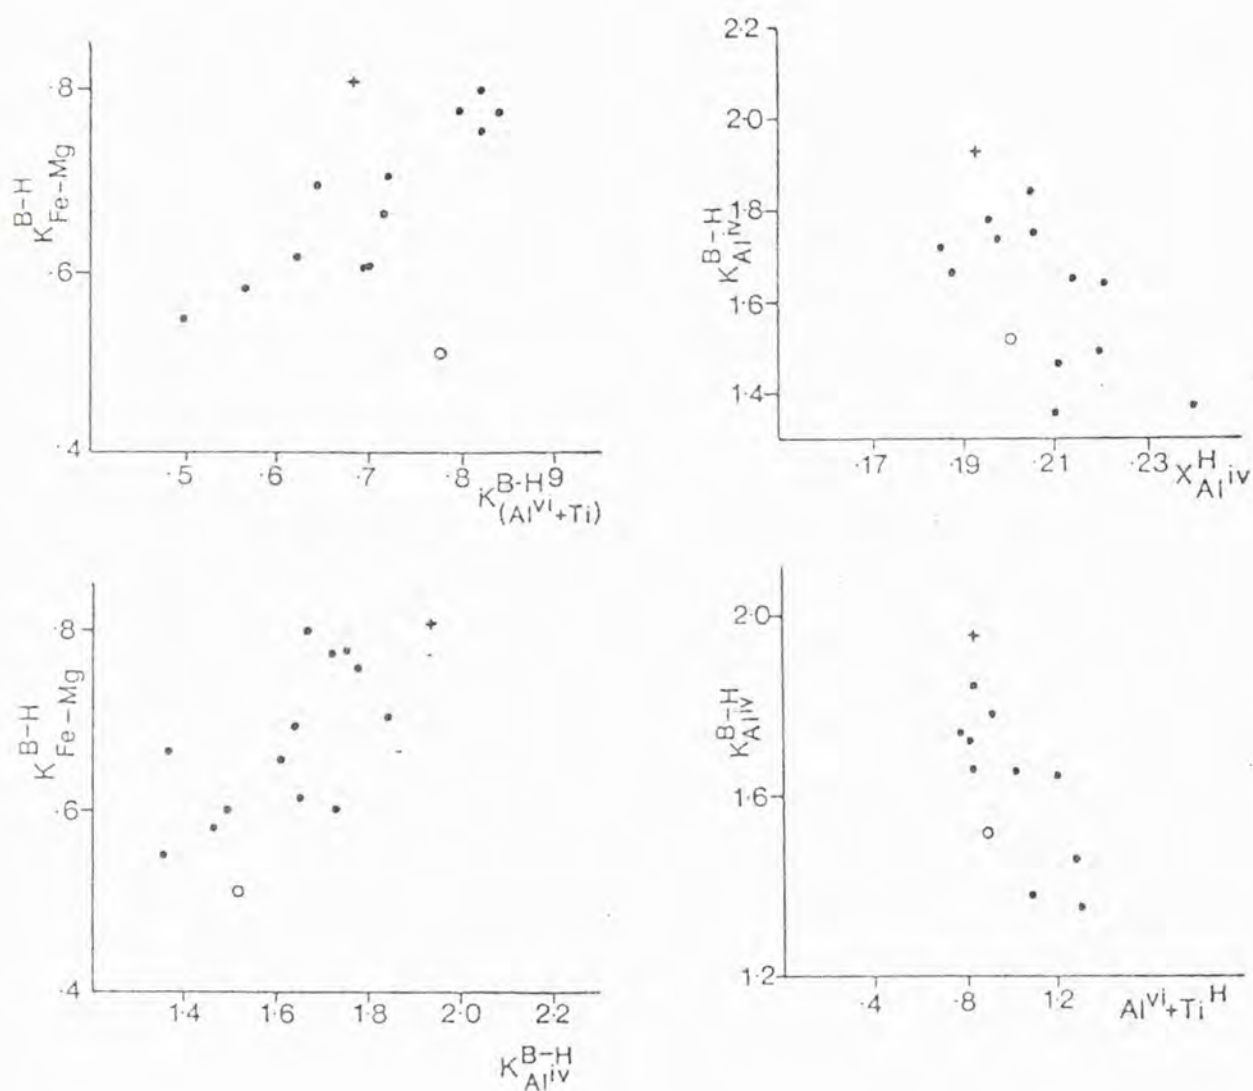 ·8
·6
·4
K B-H Fe-Mg
·5 ·6 ·7 ·8 ·9
K B-H (Al vi +Ti)
2·2
2·0
1·8
1·6
1·4
K B-H Al iv
·17 ·19 ·21 ·23
X H Al iv
·8
·6
·4
K B-H Fe-Mg
1·4 1·6 1·8 2·0 2·2
K B-H Al iv
2·0
1·6
1·2
K B-H Al iv
·4 ·8 1·2
Al vi +Ti H